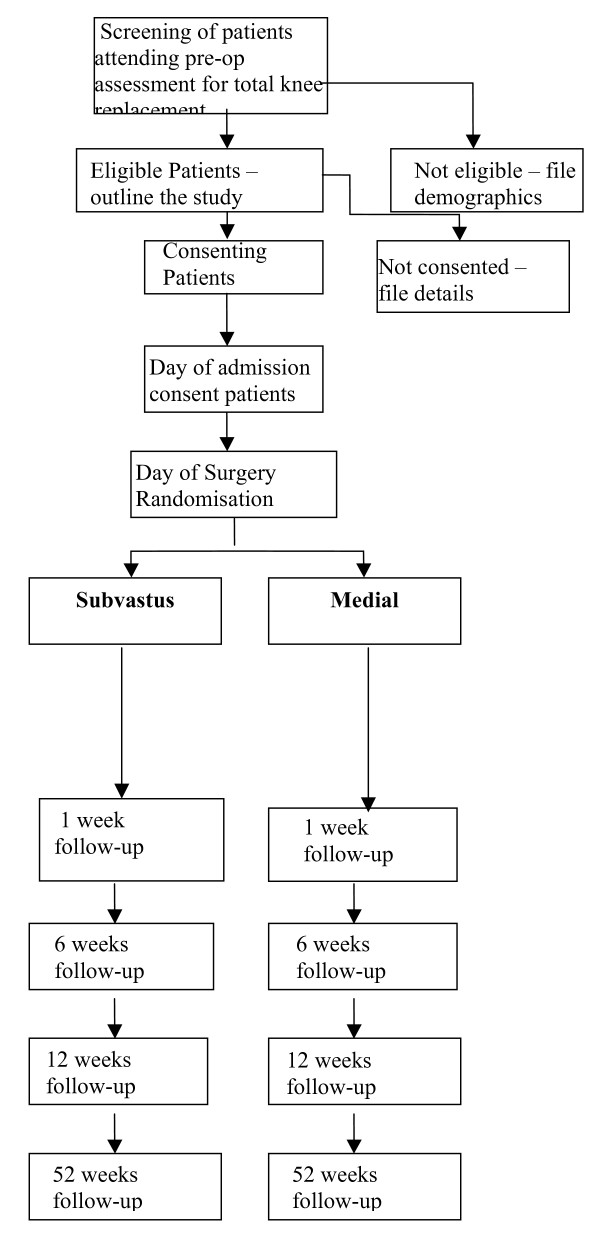 Screening of patients
attending pre-op
assessment for total knee
replacement
Eligible Patients –
outline the study
Not eligible – file
demographics
Consenting
Patients
Not consented –
file details
Day of admission
consent patients
Day of Surgery
Randomisation
Subvastus
Medial
1 week
follow-up
1 week
follow-up
6 weeks
follow-up
6 weeks
follow-up
12 weeks
follow-up
12 weeks
follow-up
52 weeks
follow-up
52 weeks
follow-up